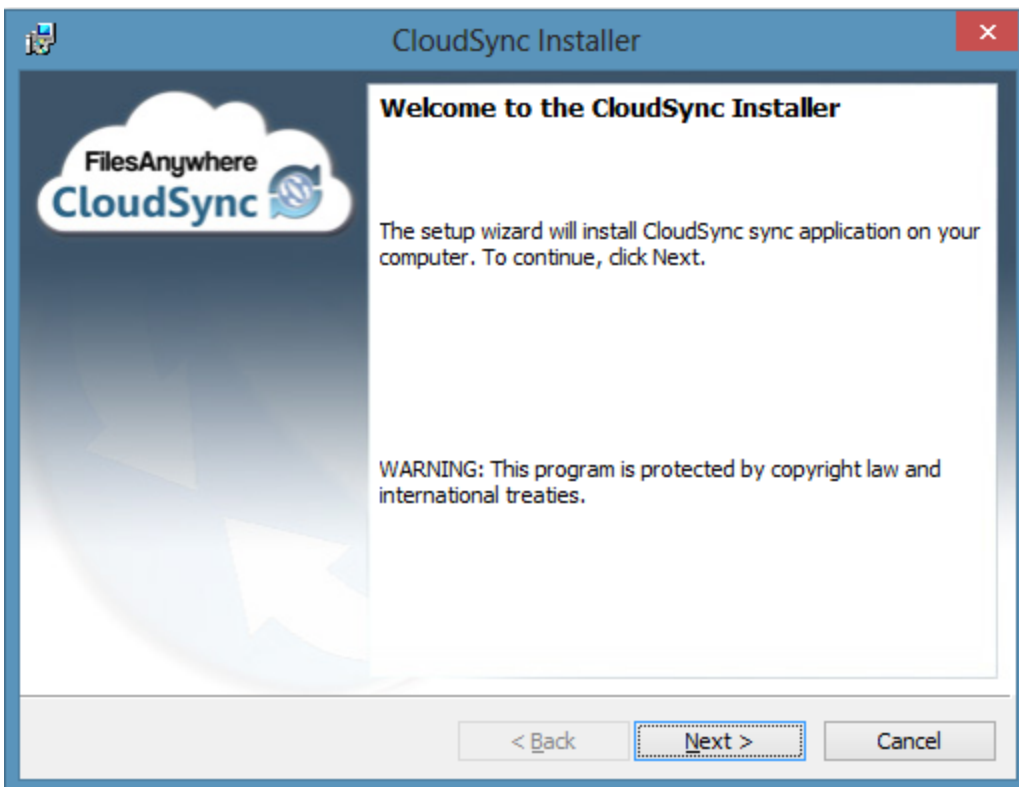 CloudSync Installer
FilesAnywhere
CloudSync
Welcome to the CloudSync Installer
The setup wizard will install CloudSync sync application on your
computer. To continue, click Next.
WARNING: This program is protected by copyright law and
international treaties.
< Back
Next >
Cancel